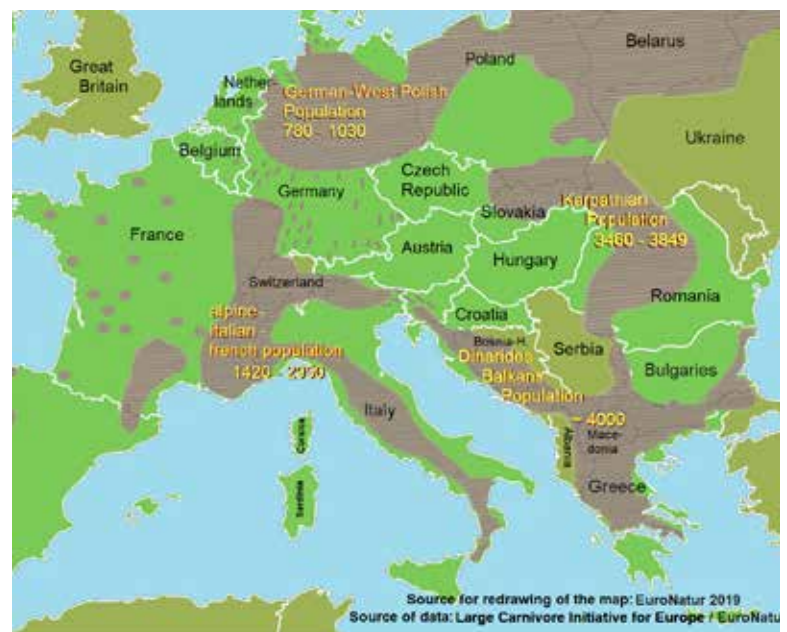 Great
Britain
Nether-
lands
Belgium
Germany
France
Switzerland
German-West Polish
Population
780 - 1030
Poland
Belarus
Ukraine
Czech
Republic
Slovakia
Austria
Hungary
Karpathian
Population
3460 - 3849
Romania
Croatia
Bosnia-H.
Serbia
Bulgaries
alpine-
italian
french population
Dinarides
Balkans
Population
~ 4000
Mace-
donia
Albania
Greece
Italy
Corsica
Sardinia
Source for redrawing of the map: EuroNatur 2019
Source of data: Large Carnivore Initiative for Europe / EuroNatu